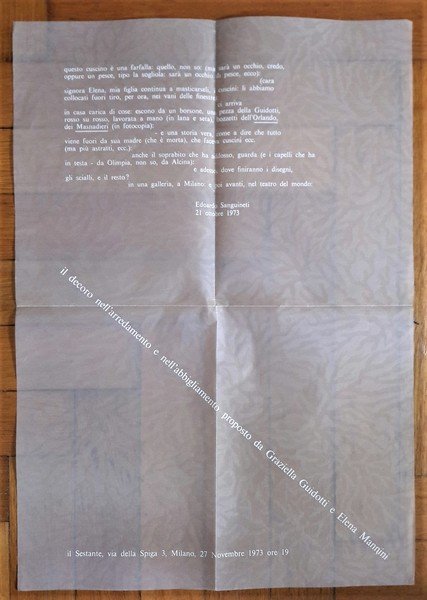 questo cuscino è una farfalla: quello, non so: (ma sarà un occhio, credo,
oppure un pesce, tipo la sogliola: sarà un occhio di pesce, ecco):
(cara
signora Elena, mia figlia continua a masticarseli, i cuscini: li abbiamo
collocati fuori tiro, per ora, nei vani delle finestre)
ci arriva
in casa carica di cose: escono da un borsone, una pezza della Guidotti,
rosso su rosso, lavorata a mano (in lana e seta), bozzetti dell'Orlando,
dei Masnadieri (in fotocopia):
- e una storia vera, come a dire che tutto
viene fuori da sua madre (che è morta), che faceva cuscini ecc.
(ma più astratti, ecc.):
anche il soprabito che ha addosso, guarda (e i capelli che ha
in testa - da Olimpia, non so, da Alcina):
e adesso, dove finiranno i disegni,
gli scialli, e il resto?
in una galleria, a Milano: e poi avanti, nel teatro del mondo:
Edoardo Sanguineti
21 ottobre 1973
il decoro nell'arredamento e nell'abbigliamento proposto da Graziella Guidotti e Elena Mannini
il Sestante, via della Spiga 3, Milano, 27 Novembre 1973 ore 19